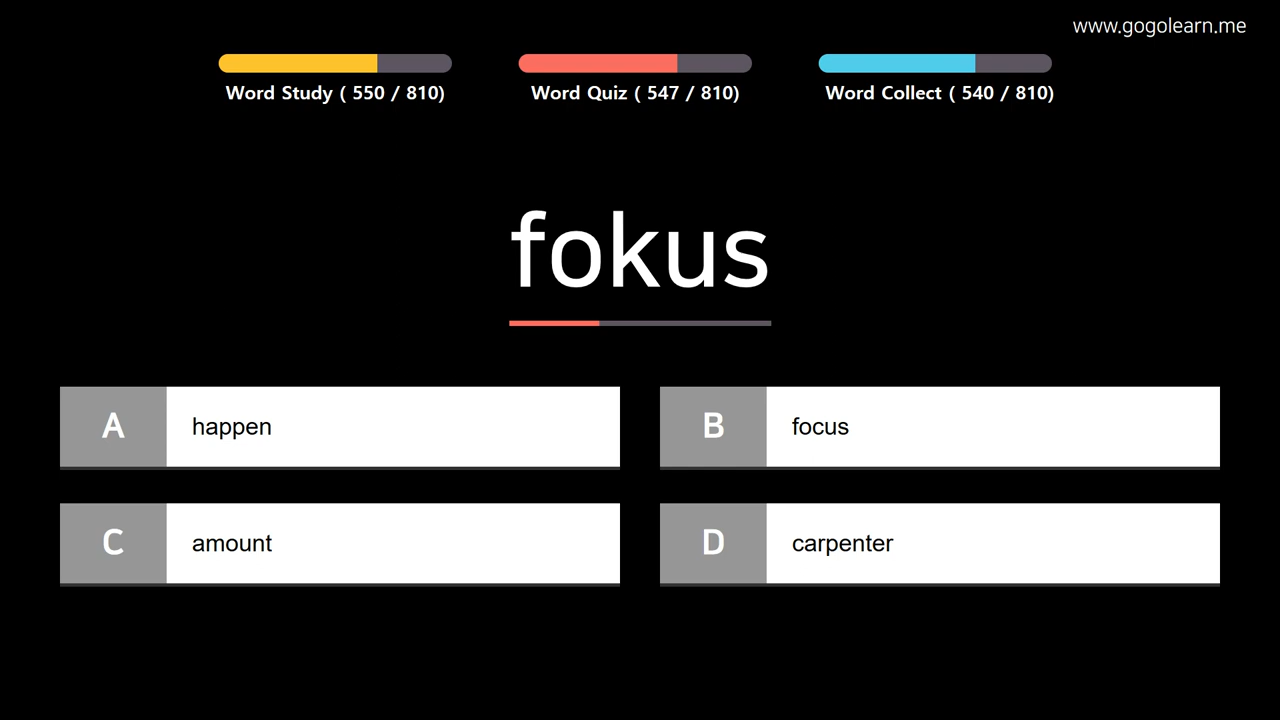 www.gogolearn.me
Word Study ( 550 / 810)
Word Quiz ( 547 / 810)
Word Collect ( 540 / 810)
fokus
A happen
B focus
C amount
D carpenter